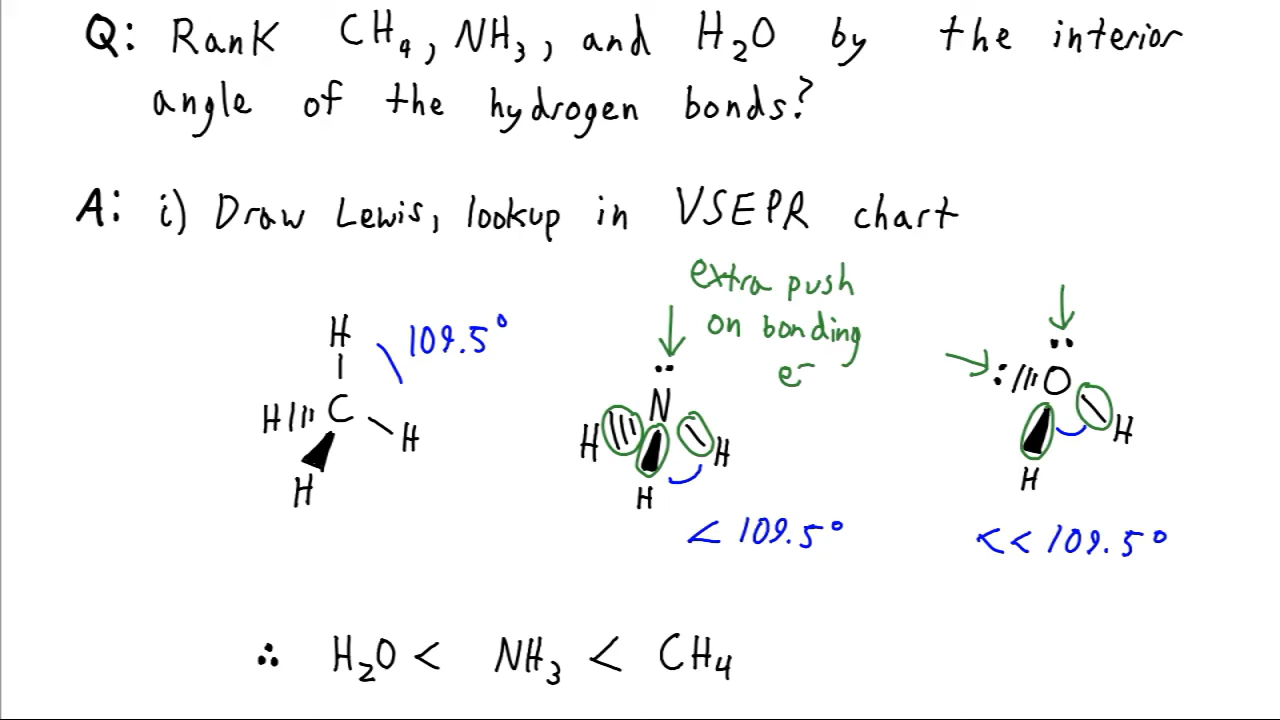 Q: Rank CH₄, NH₃, and H₂O by the interior
angle of the hydrogen bonds?
A: i) Draw Lewis, lookup in VSEPR chart
extra push
on bonding
e⁻
H
109.5°
H C H
H
N
H H
H
:O
H
H
< 109.5°
<< 109.5°
∴ H₂O < NH₃ < CH₄